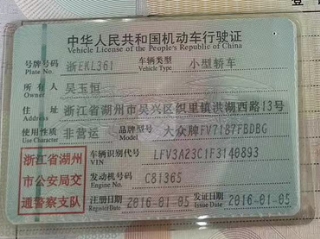 中华人民共和国机动车行驶证
Vehicle License of the People's Republic of China
号牌号码 浙EKL361 车辆类型 小型轿车
Plate No. Vehicle Type
所有人 吴玉恒
Owner
住址 浙江省湖州市吴兴区织里镇洪湖西路13号
使用性质 非营运 品牌型号 大众牌FV7187FBDBG
Use Character
浙江省湖州市公安局交通警察支队
车辆识别代号 LFV3A23C1F3148893
VIN
发动机号码 C81365
Engine No.
注册日期 2016-01-05 发证日期 2016-01-05
Register Date Issue Date